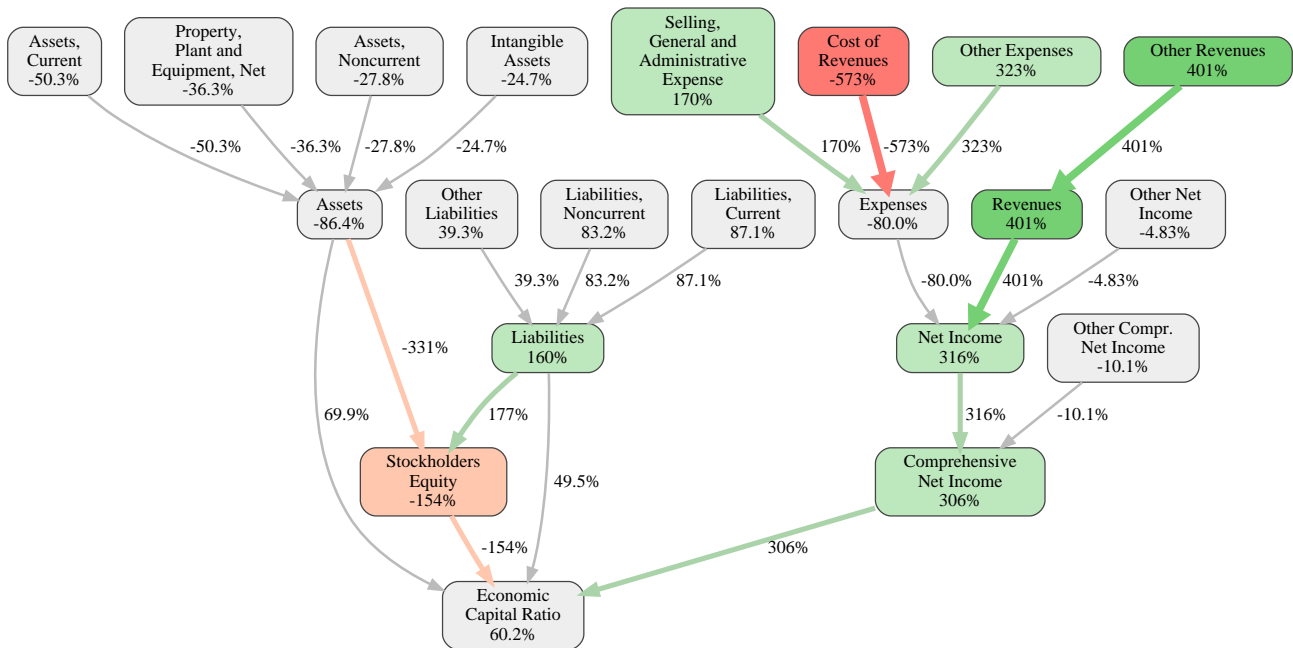 Assets,
Current
-50.3%
Property,
Plant and
Equipment, Net
-36.3%
Assets,
Noncurrent
-27.8%
Intangible
Assets
-24.7%
Selling,
General and
Administrative
Expense
170%
Cost of
Revenues
-573%
Other Expenses
323%
Other Revenues
401%
-50.3%
-36.3%
-27.8%
-24.7%
170%
-573%
323%
401%
Assets
-86.4%
Other
Liabilities
39.3%
Liabilities,
Noncurrent
83.2%
Liabilities,
Current
87.1%
Expenses
-80.0%
Revenues
401%
Other Net
Income
-4.83%
39.3%
83.2%
87.1%
-80.0%
401%
-4.83%
Liabilities
160%
Net Income
316%
Other Compr.
Net Income
-10.1%
-331%
69.9%
177%
316%
-10.1%
Stockholders
Equity
-154%
49.5%
Comprehensive
Net Income
306%
-154%
306%
Economic
Capital Ratio
60.2%